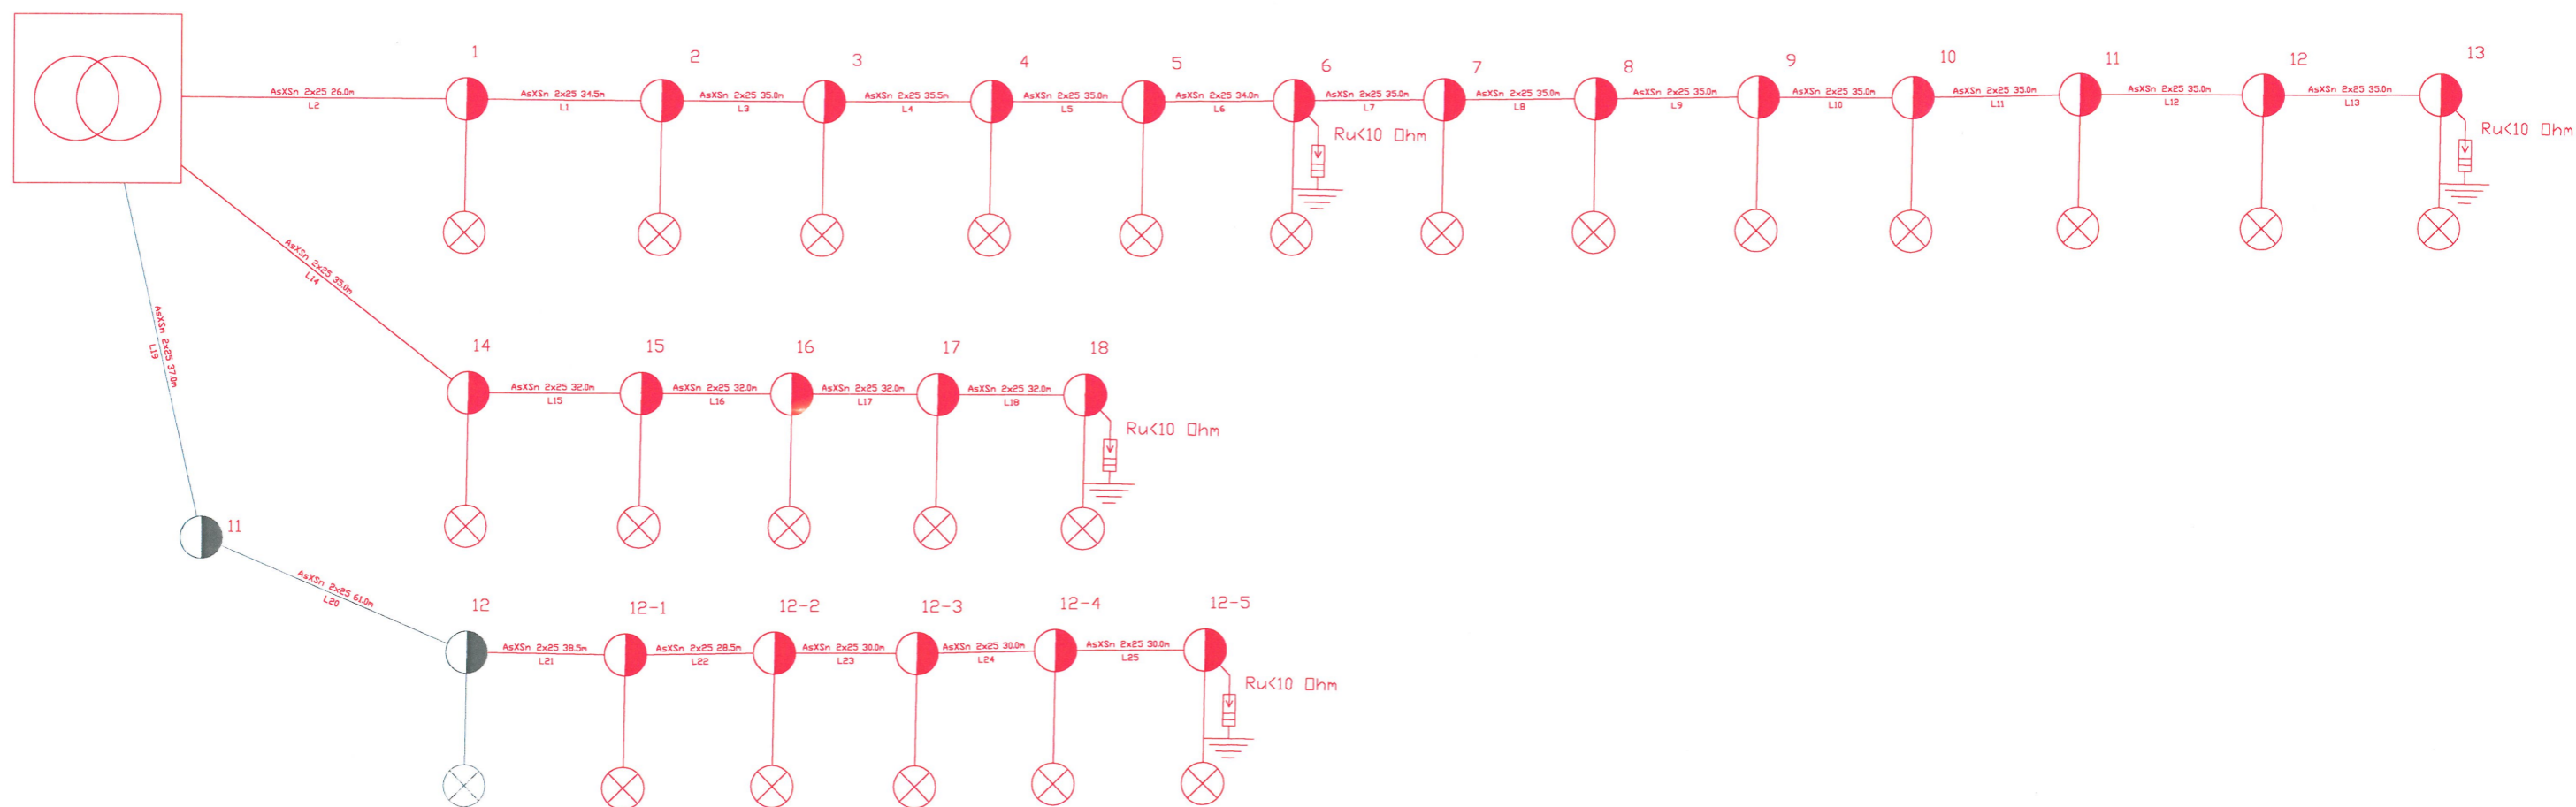 1
2
3
4
5
6
7
8
9
10
11
12
13
AsXSn 2x25 26.0m
L2
AsXSn 2x25 34.5m
L1
AsXSn 2x25 35.0m
L3
AsXSn 2x25 35.5m
L4
AsXSn 2x25 35.0m
L5
AsXSn 2x25 34.0m
L6
AsXSn 2x25 35.0m
L7
AsXSn 2x25 35.0m
L8
AsXSn 2x25 35.0m
L9
AsXSn 2x25 35.0m
L10
AsXSn 2x25 35.0m
L11
AsXSn 2x25 35.0m
L12
AsXSn 2x25 35.0m
L13
Ru<10 Ohm
Ru<10 Ohm
AsXSn 2x25 35.0m
L14
AsXSn 2x25 37.0m
L19
14
15
16
17
18
AsXSn 2x25 32.0m
L15
AsXSn 2x25 32.0m
L16
AsXSn 2x25 32.0m
L17
AsXSn 2x25 32.0m
L18
Ru<10 Ohm
11
AsXSn 2x25 61.0m
L20
12
12-1
12-2
12-3
12-4
12-5
AsXSn 2x25 38.5m
L21
AsXSn 2x25 28.5m
L22
AsXSn 2x25 30.0m
L23
AsXSn 2x25 30.0m
L24
AsXSn 2x25 30.0m
L25
Ru<10 Ohm